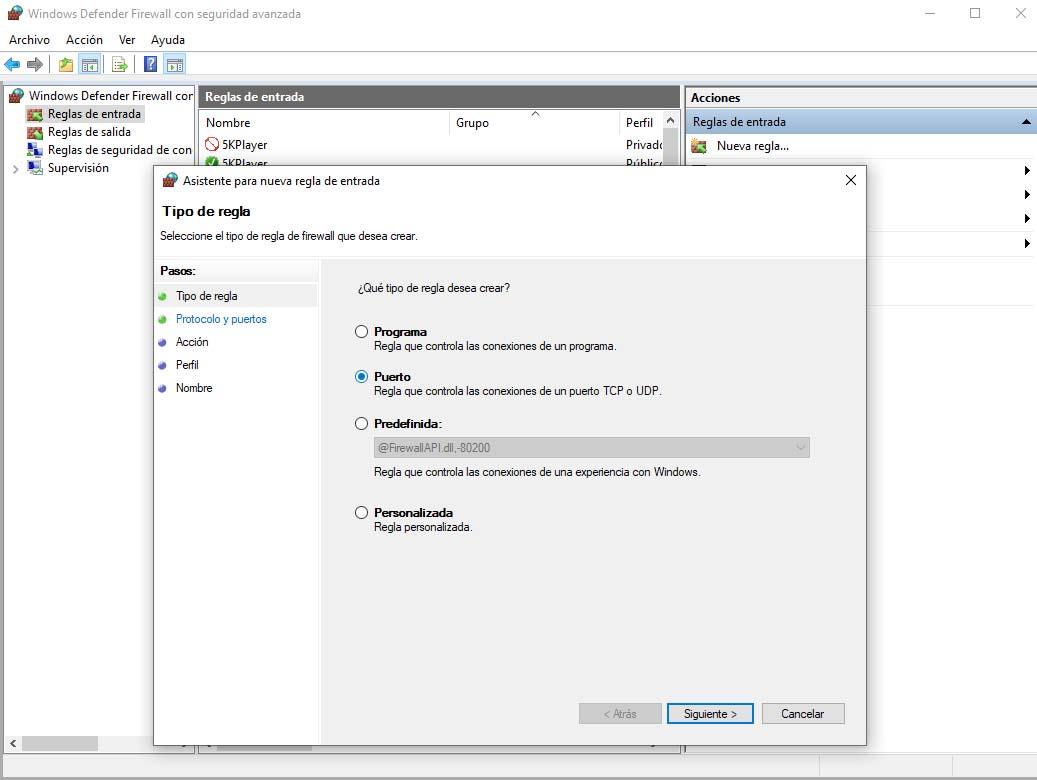 Windows Defender Firewall con seguridad avanzada
Archivo Acción Ver Ayuda
Windows Defender Firewall con
Reglas de entrada
Reglas de salida
Reglas de seguridad de con
Supervisión
Reglas de entrada
Nombre Grupo Perfil
5KPlayer Privado
5KPlayer Público
Acciones
Reglas de entrada
Nueva regla...
Asistente para nueva regla de entrada
Tipo de regla
Seleccione el tipo de regla de firewall que desea crear.
Pasos:
Tipo de regla
Protocolo y puertos
Acción
Perfil
Nombre
¿Qué tipo de regla desea crear?
Programa
Regla que controla las conexiones de un programa.
Puerto
Regla que controla las conexiones de un puerto TCP o UDP.
Predefinida:
@FirewallAPI.dll,-80200
Regla que controla las conexiones de una experiencia con Windows.
Personalizada
Regla personalizada.
< Atrás Siguiente > Cancelar